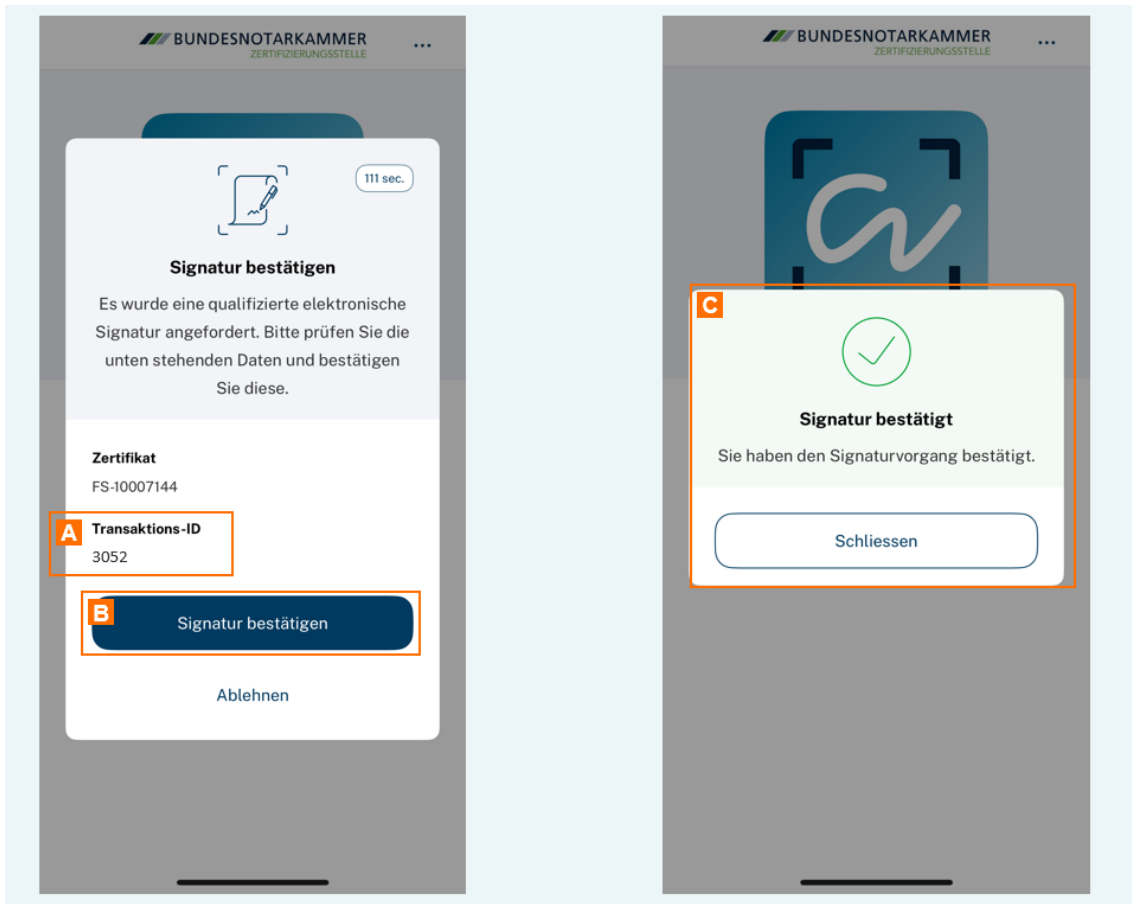 BUNDESNOTARKAMMER
ZERTIFIZIERUNGSSTELLE
...
111 sec.
Signatur bestätigen
Es wurde eine qualifizierte elektronische
Signatur angefordert. Bitte prüfen Sie die
unten stehenden Daten und bestätigen
Sie diese.
Zertifikat
FS-10007144
A
Transaktions-ID
3052
B
Signatur bestätigen
Ablehnen
BUNDESNOTARKAMMER
ZERTIFIZIERUNGSSTELLE
...
C
Signatur bestätigt
Sie haben den Signaturvorgang bestätigt.
Schliessen